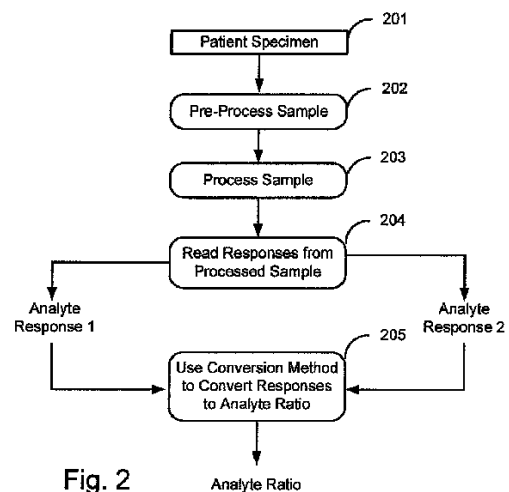 201
Patient Specimen
202
Pre-Process Sample
203
Process Sample
204
Read Responses from
Processed Sample
Analyte
Response 1
Analyte
Response 2
205
Use Conversion Method
to Convert Responses
to Analyte Ratio
Fig. 2
Analyte Ratio